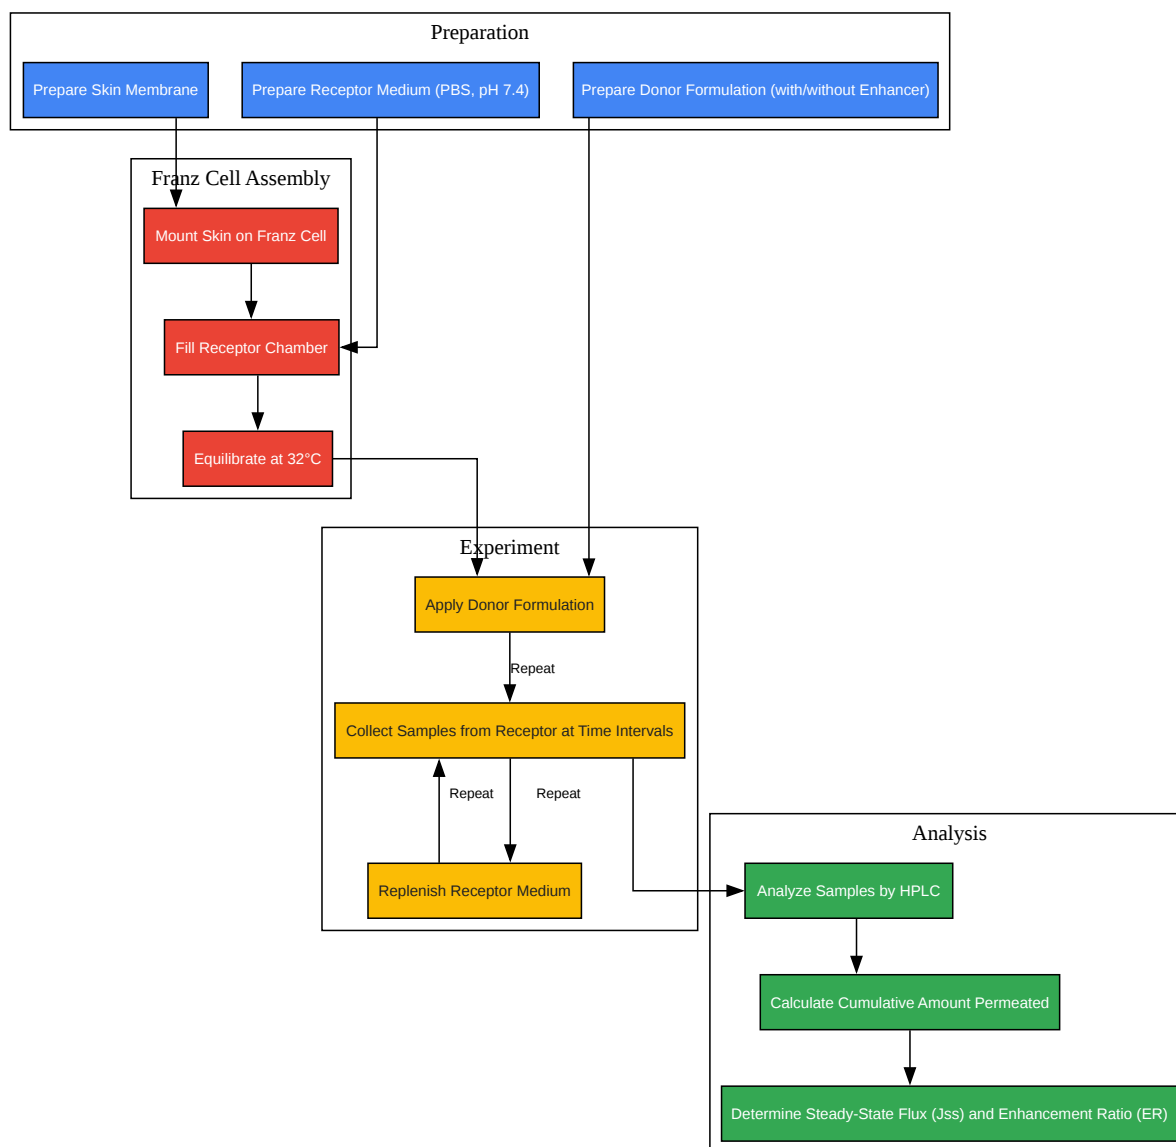 Preparation
Prepare Skin Membrane
Prepare Receptor Medium (PBS, pH 7.4)
Prepare Donor Formulation (with/without Enhancer)
Franz Cell Assembly
Mount Skin on Franz Cell
Fill Receptor Chamber
Equilibrate at 32°C
Experiment
Apply Donor Formulation
Repeat
Collect Samples from Receptor at Time Intervals
Repeat
Repeat
Replenish Receptor Medium
Analysis
Analyze Samples by HPLC
Calculate Cumulative Amount Permeated
Determine Steady-State Flux (Jss) and Enhancement Ratio (ER)